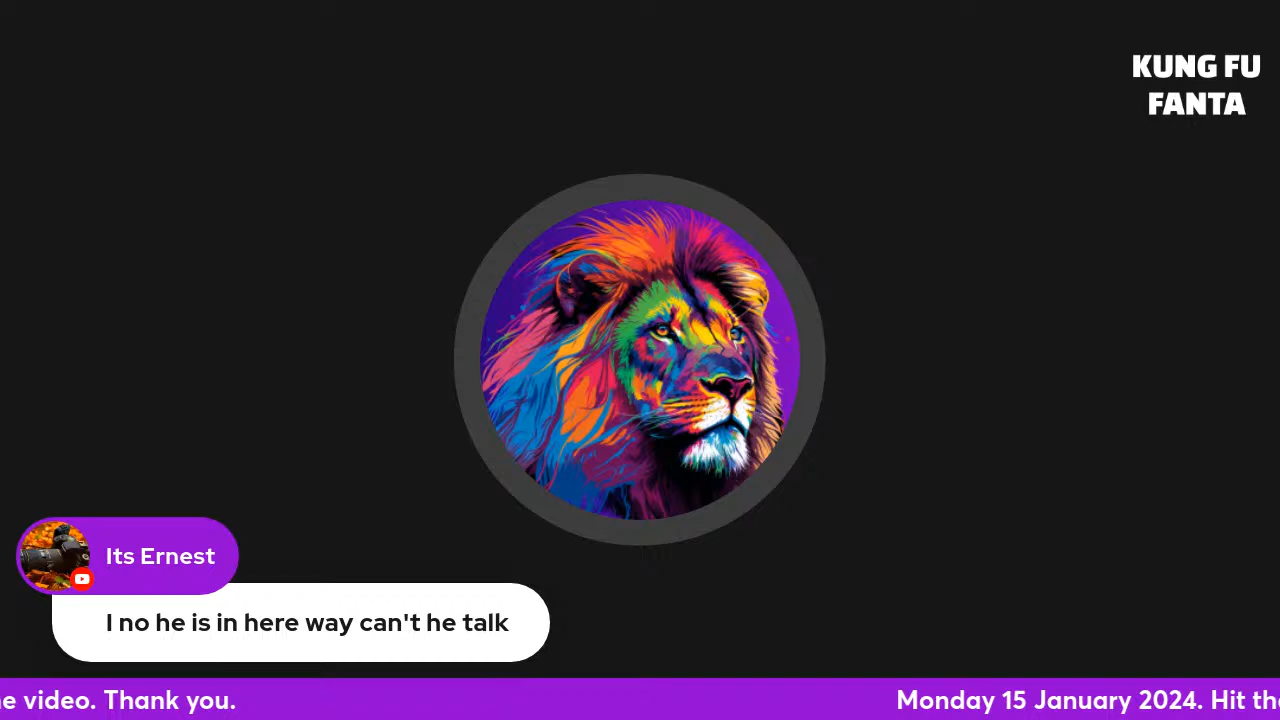 KUNG FU
FANTA
Its Ernest
I no he is in here way can't he talk
video. Thank you.
Monday 15 January 2024. Hit